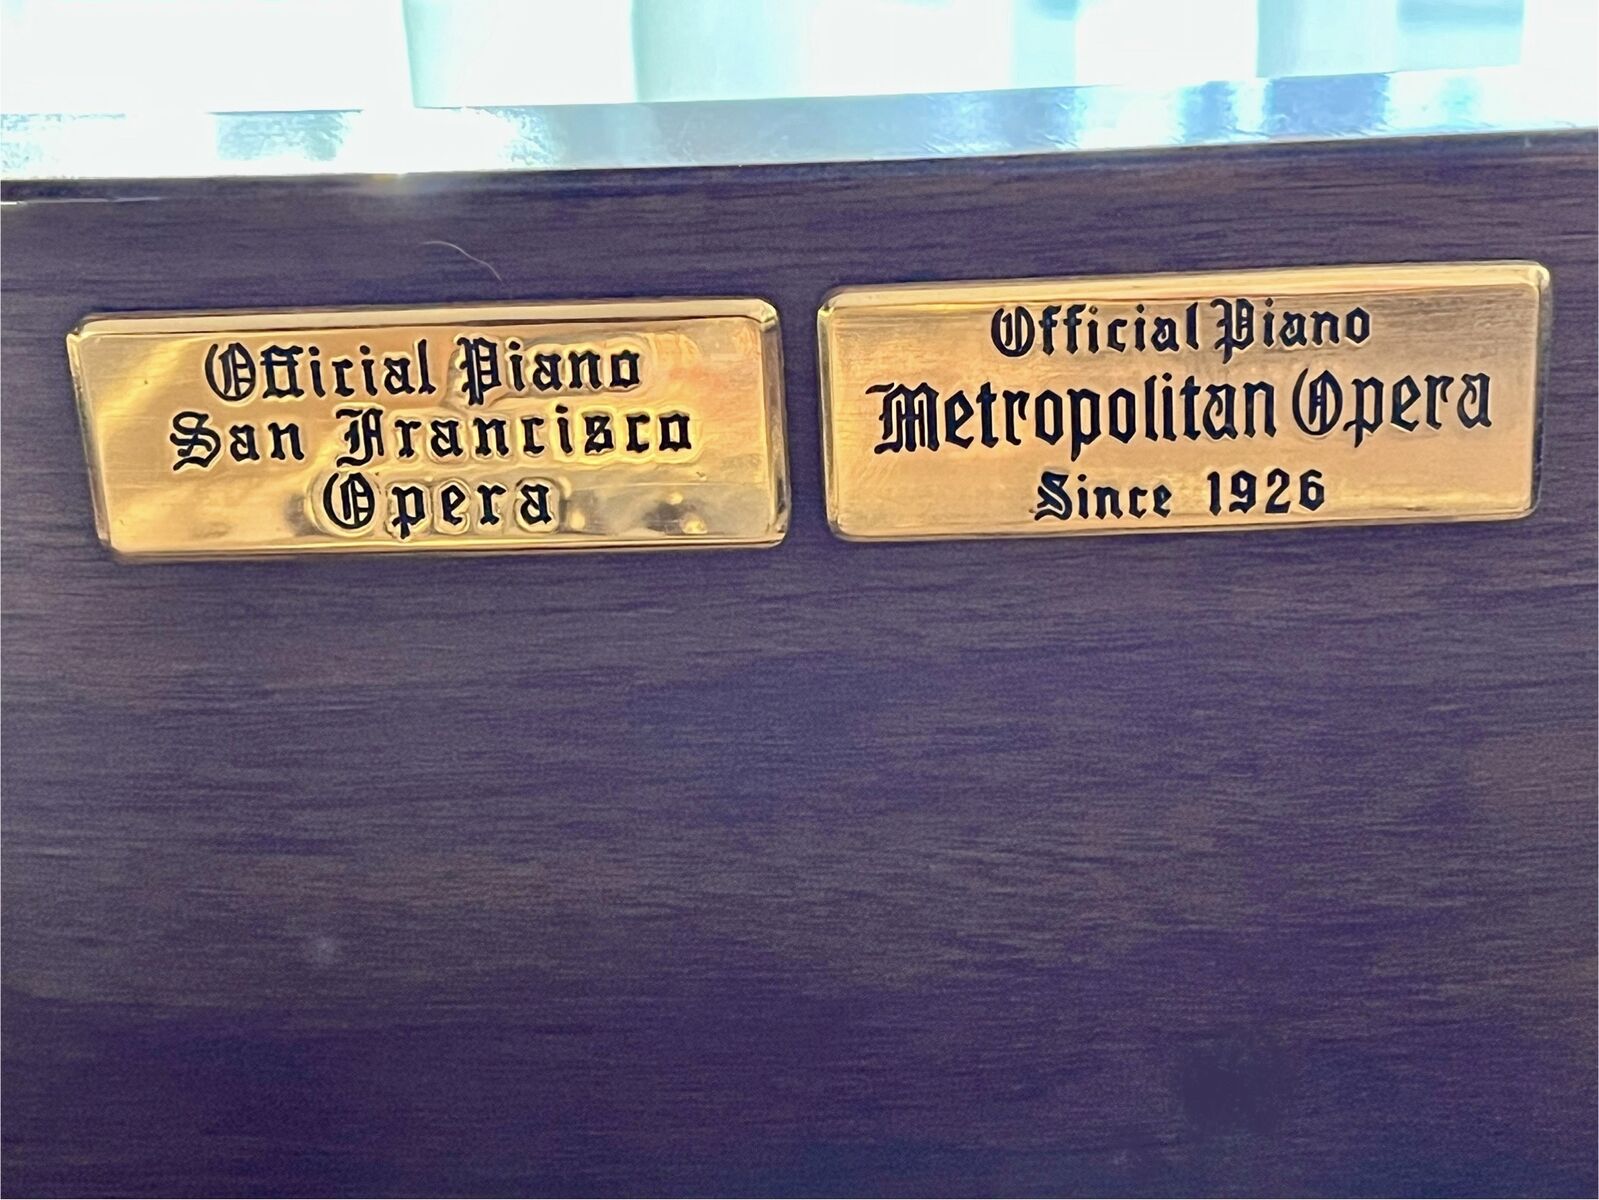 Official Piano
San Francisco
Opera
Official Piano
Metropolitan Opera
Since 1926